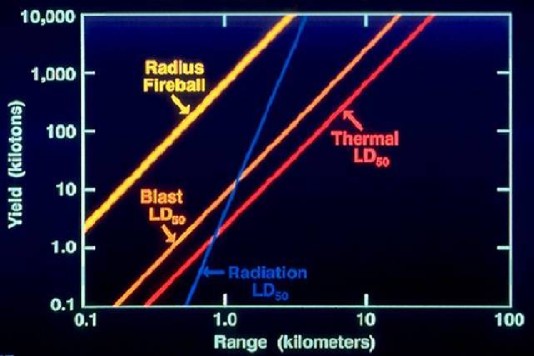 10,000
1,000
100
10
1.0
0.1
Yield (kilotons)
Radius
Fireball
Blast
LD50
Thermal
LD50
Radiation
LD50
0.1
1.0
10
100
Range (kilometers)